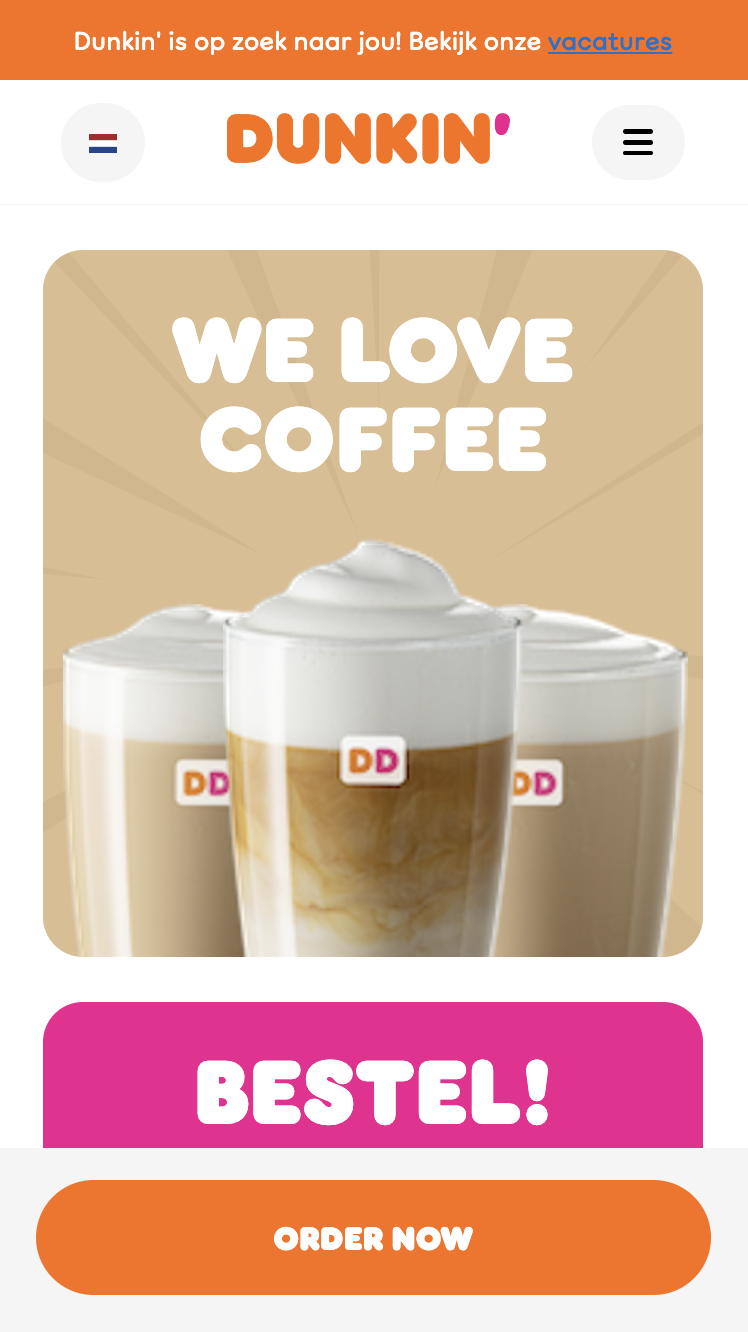 Dunkin' is op zoek naar jou! Bekijk onze vacatures
DUNKIN'
WE LOVE
COFFEE
DD
DD
DD
BESTEL!
ORDER NOW